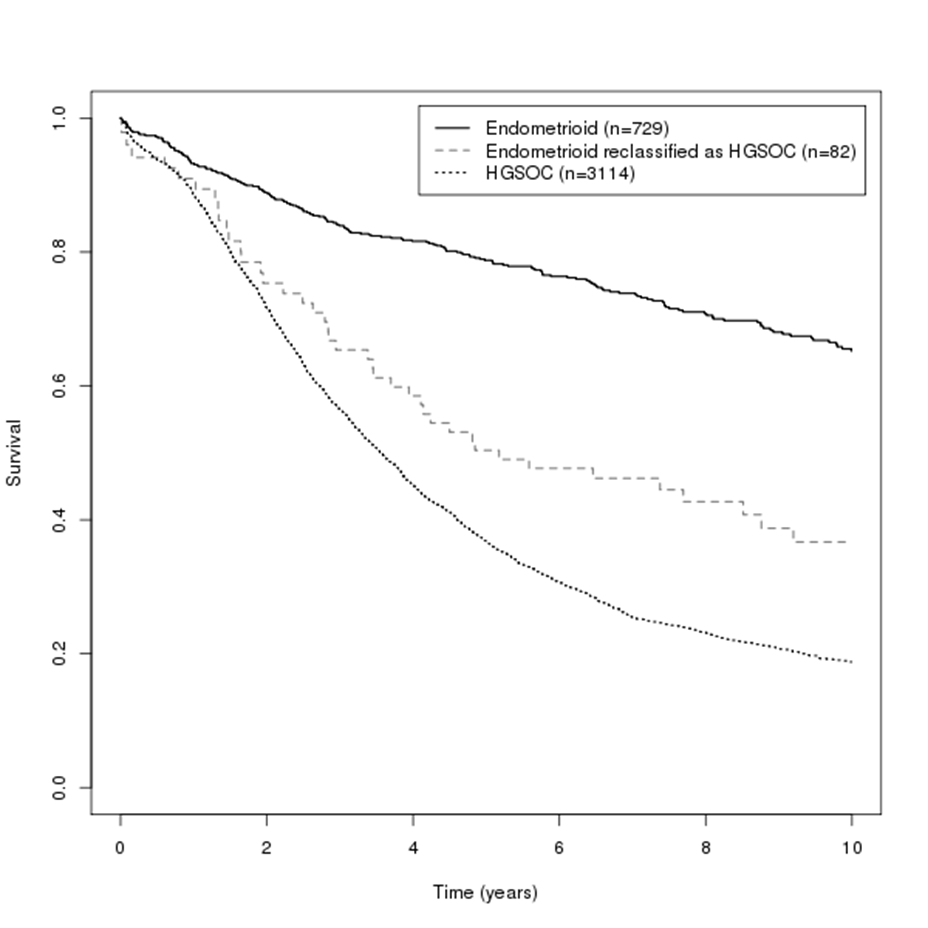 Endometrioid (n=729)
Endometrioid reclassified as HGSOC (n=82)
HGSOC (n=3114)
Survival
1.0
0.8
0.6
0.4
0.2
0.0
0 2 4 6 8 10
Time (years)